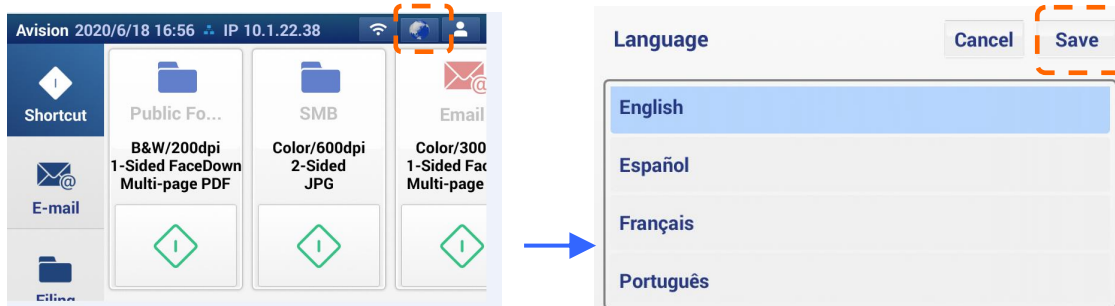 Avision 2020/6/18 16:56 IP 10.1.22.38
Shortcut
E-mail
Filing
Public Fo...
B&W/200dpi
1-Sided FaceDown
Multi-page PDF
SMB
Color/600dpi
2-Sided
JPG
Email
Color/300
1-Sided Fac
Multi-page
Language
Cancel
Save
English
Español
Français
Português